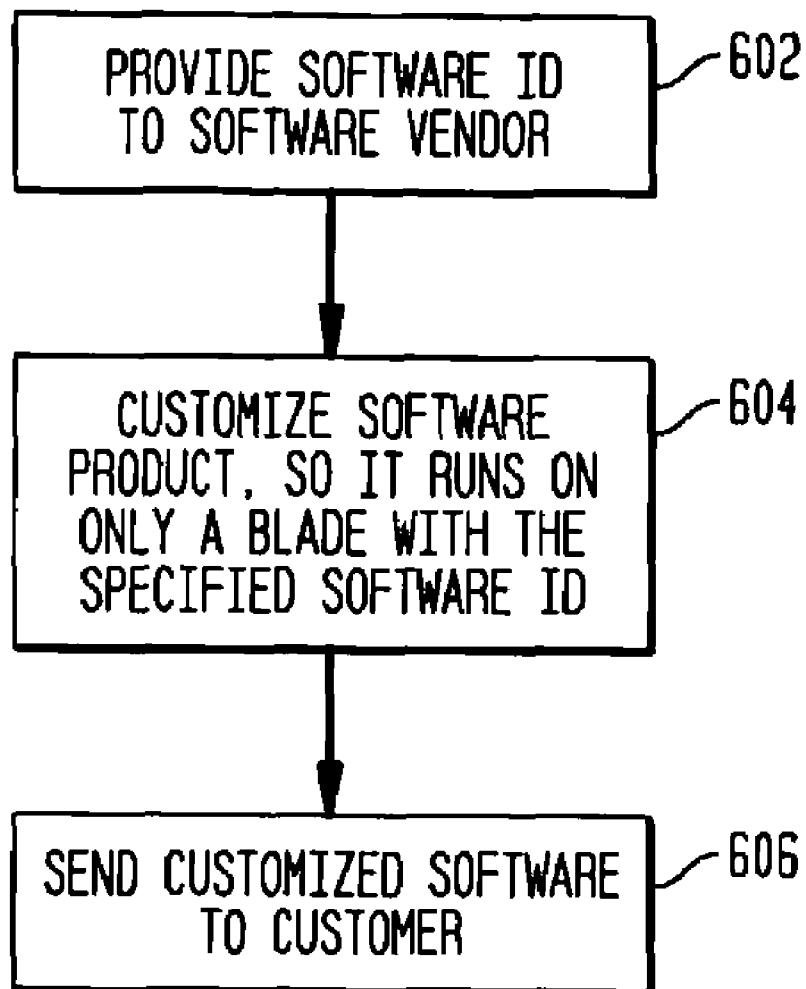 PROVIDE SOFTWARE ID
TO SOFTWARE VENDOR
602
CUSTOMIZE SOFTWARE
PRODUCT, SO IT RUNS ON
ONLY A BLADE WITH THE
SPECIFIED SOFTWARE ID
604
SEND CUSTOMIZED SOFTWARE
TO CUSTOMER
606